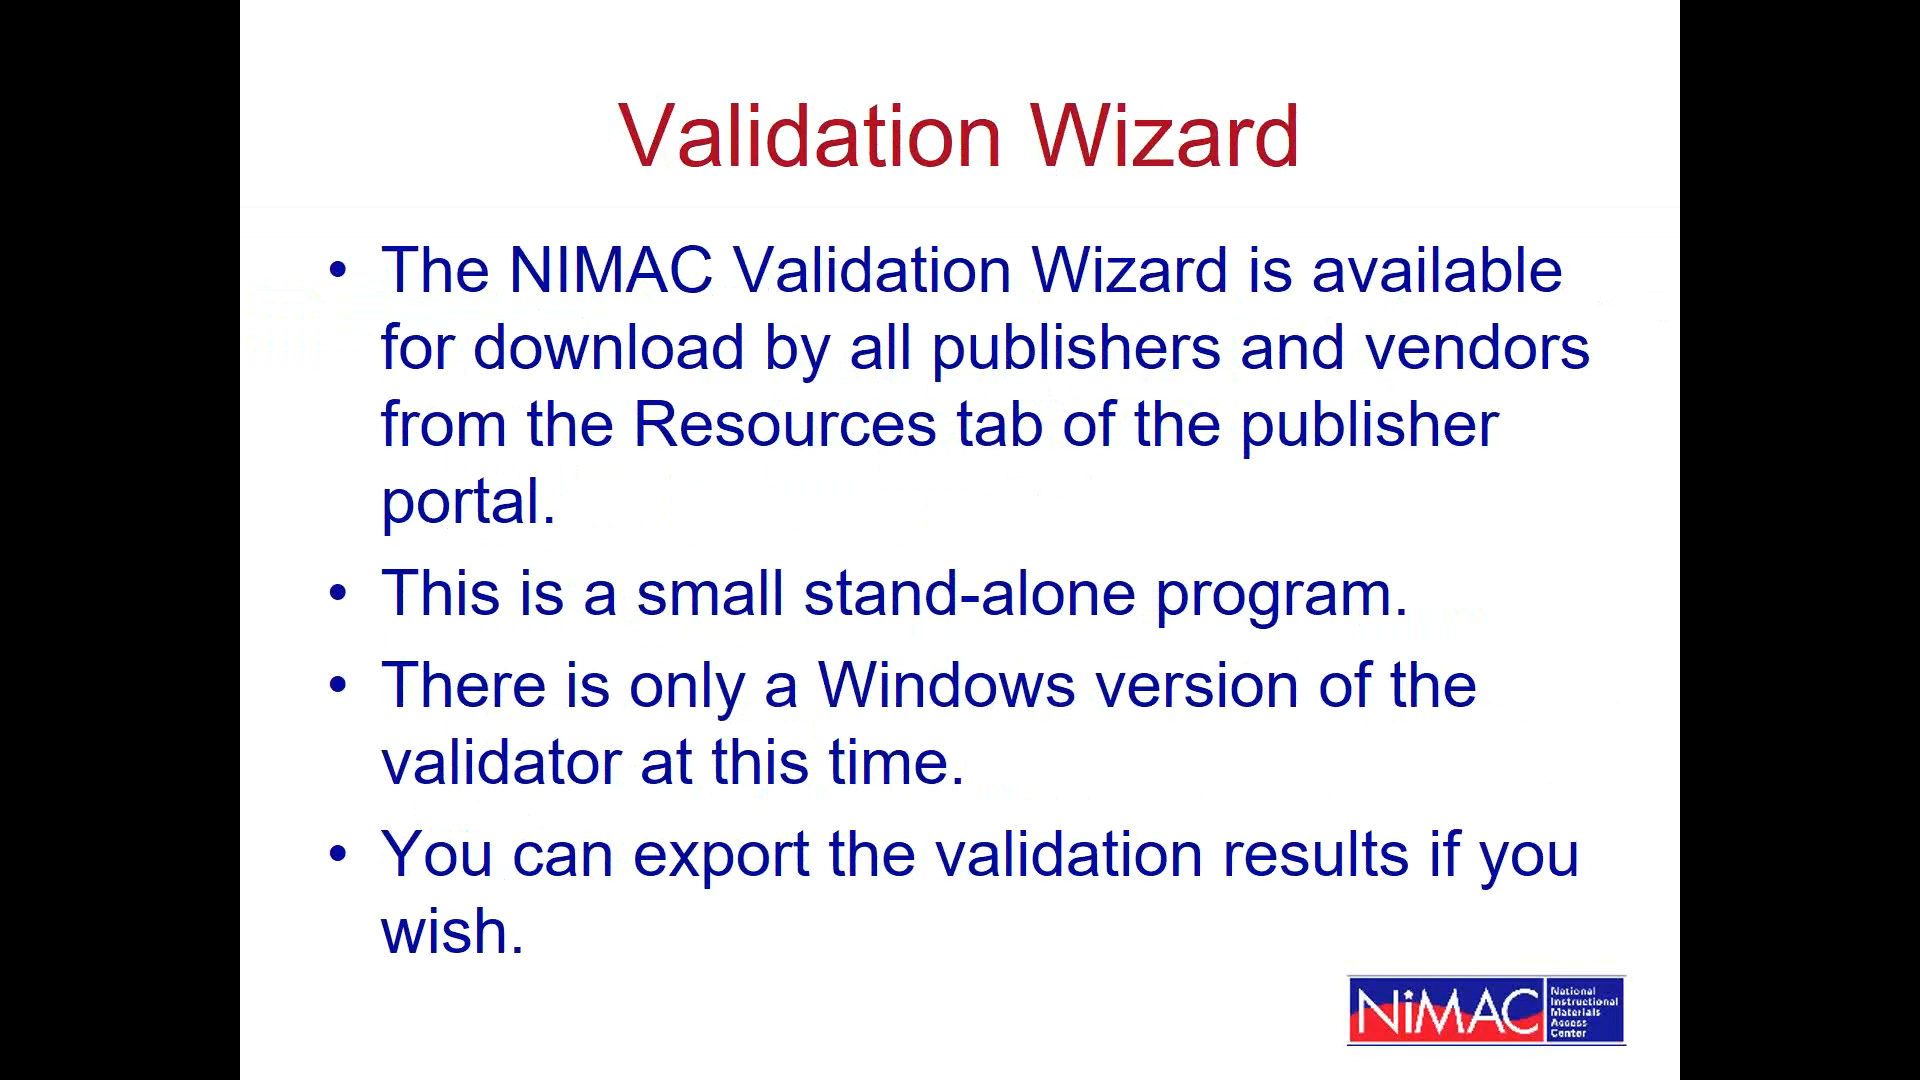 Validation Wizard
• The NIMAC Validation Wizard is available
for download by all publishers and vendors
from the Resources tab of the publisher
portal.
• This is a small stand-alone program.
• There is only a Windows version of the
validator at this time.
• You can export the validation results if you
wish.
NiMAC
National
Instructional
Materials
Access
Center